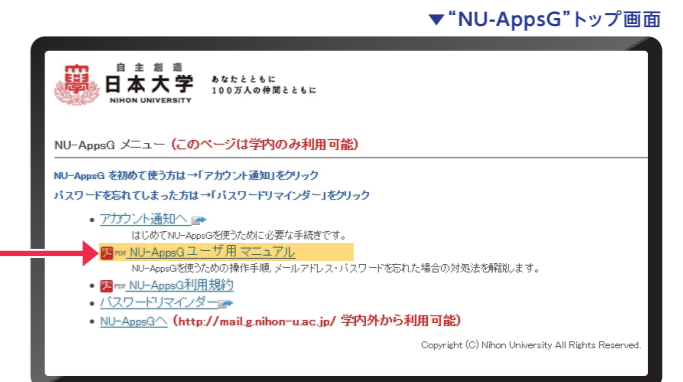 ▼“NU-AppsG”トップ画面
自主創造
日本大学
NIHON UNIVERSITY
あなたとともに
100万人の仲間とともに
NU-AppsG メニュー (このページは学内のみ利用可能)
NU-AppsG を初めて使う方は→「アカウント通知」をクリック
パスワードを忘れてしまった方は→「パスワードリマインダー」をクリック
• アカウント通知へ
はじめてNU-AppsGを使うために必要な手続きです。
• PDF NU-AppsG ユーザ用 マニュアル
NU-AppsGを使うための操作手順、メールアドレス・パスワードを忘れた場合の対処法を解説します。
• PDF NU-AppsG利用規約
• パスワードリマインダー
• NU-AppsGへ (http://mail.g.nihon-u.ac.jp/ 学内外から利用可能)
Copyright (C) Nihon University All Rights Reserved.